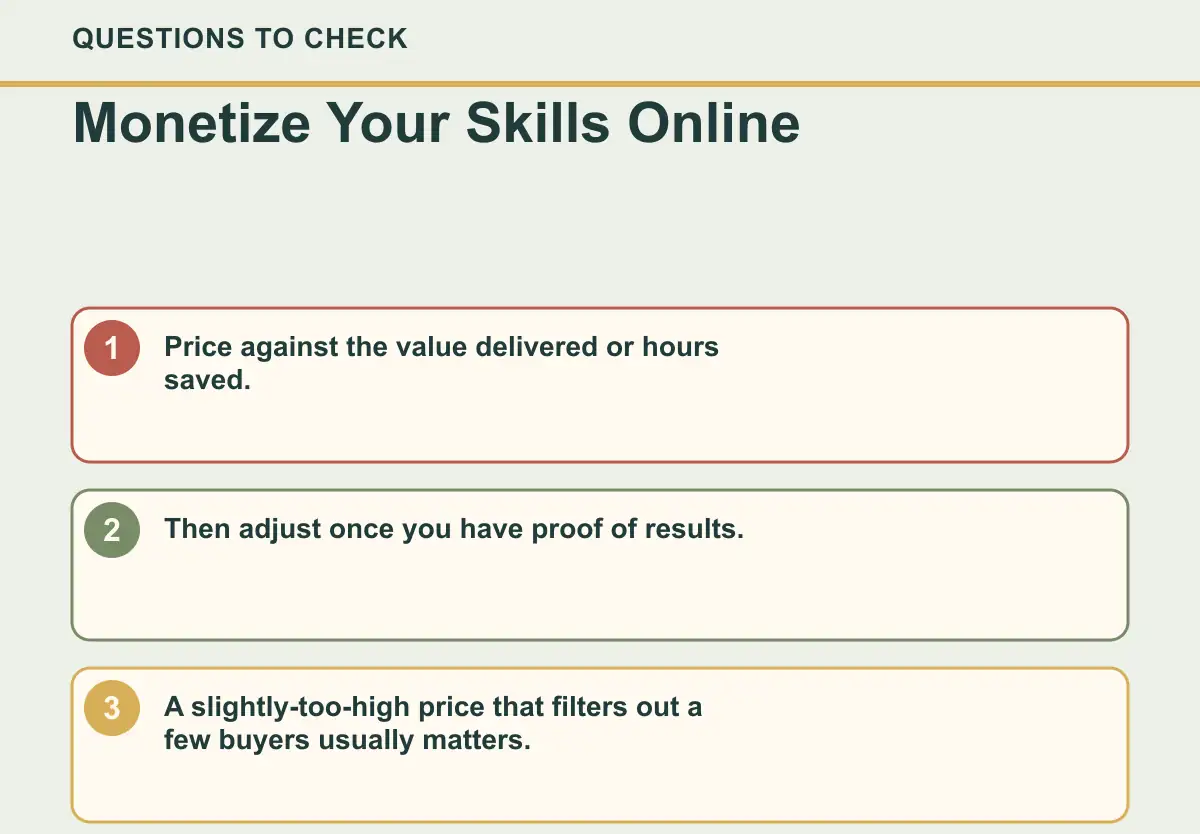 QUESTIONS TO CHECK
Monetize Your Skills Online
1
Price against the value delivered or hours
saved.
2
Then adjust once you have proof of results.
3
A slightly-too-high price that filters out a
few buyers usually matters.